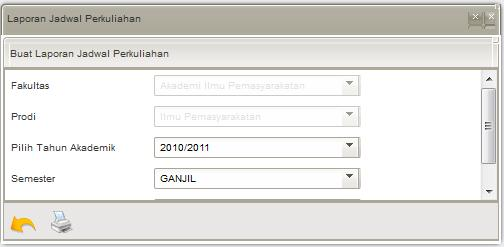 Laporan Jadwal Perkuliahan
Buat Laporan Jadwal Perkuliahan
Fakultas Akademi Ilmu Pemasyarakatan
Prodi Ilmu Pemasyarakatan
Pilih Tahun Akademik 2010/2011
Semester GANJIL